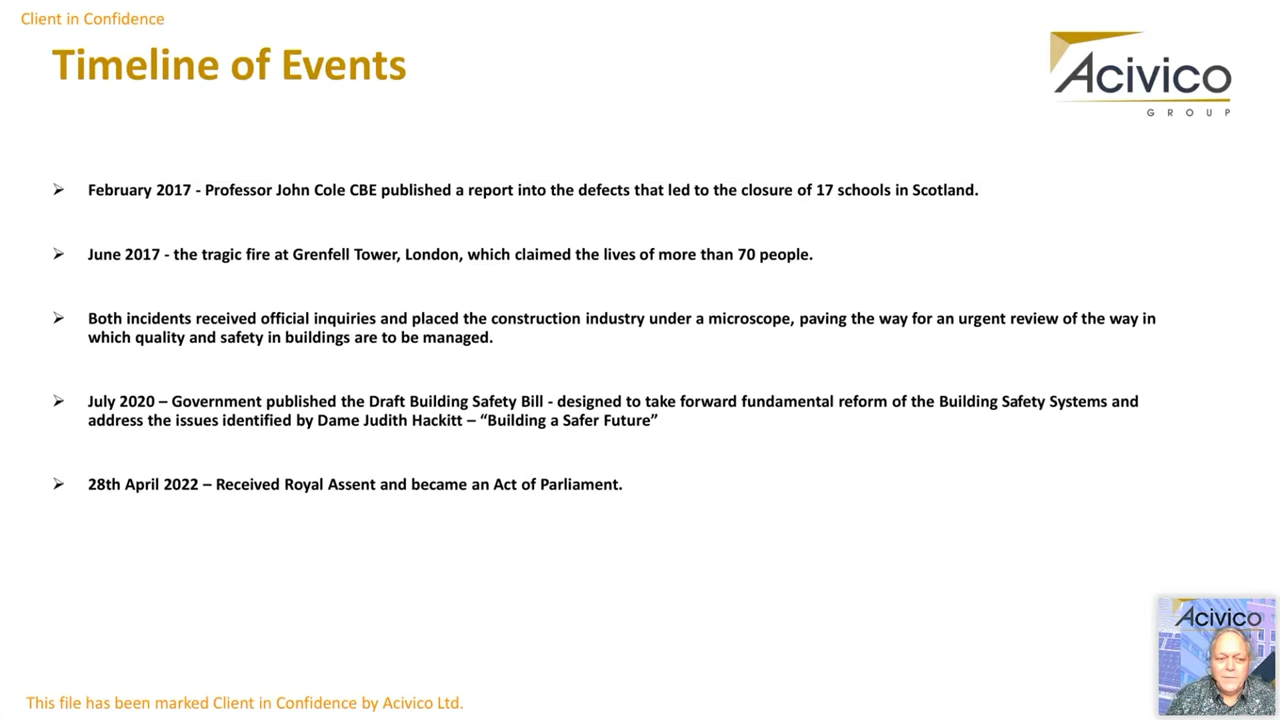 Client in Confidence
Timeline of Events
Acivico
GROUP
February 2017 - Professor John Cole CBE published a report into the defects that led to the closure of 17 schools in Scotland.
June 2017 - the tragic fire at Grenfell Tower, London, which claimed the lives of more than 70 people.
Both incidents received official inquiries and placed the construction industry under a microscope, paving the way for an urgent review of the way in
which quality and safety in buildings are to be managed.
July 2020 – Government published the Draft Building Safety Bill - designed to take forward fundamental reform of the Building Safety Systems and
address the issues identified by Dame Judith Hackitt – “Building a Safer Future”
28th April 2022 – Received Royal Assent and became an Act of Parliament.
Acivico
This file has been marked Client in Confidence by Acivico Ltd.